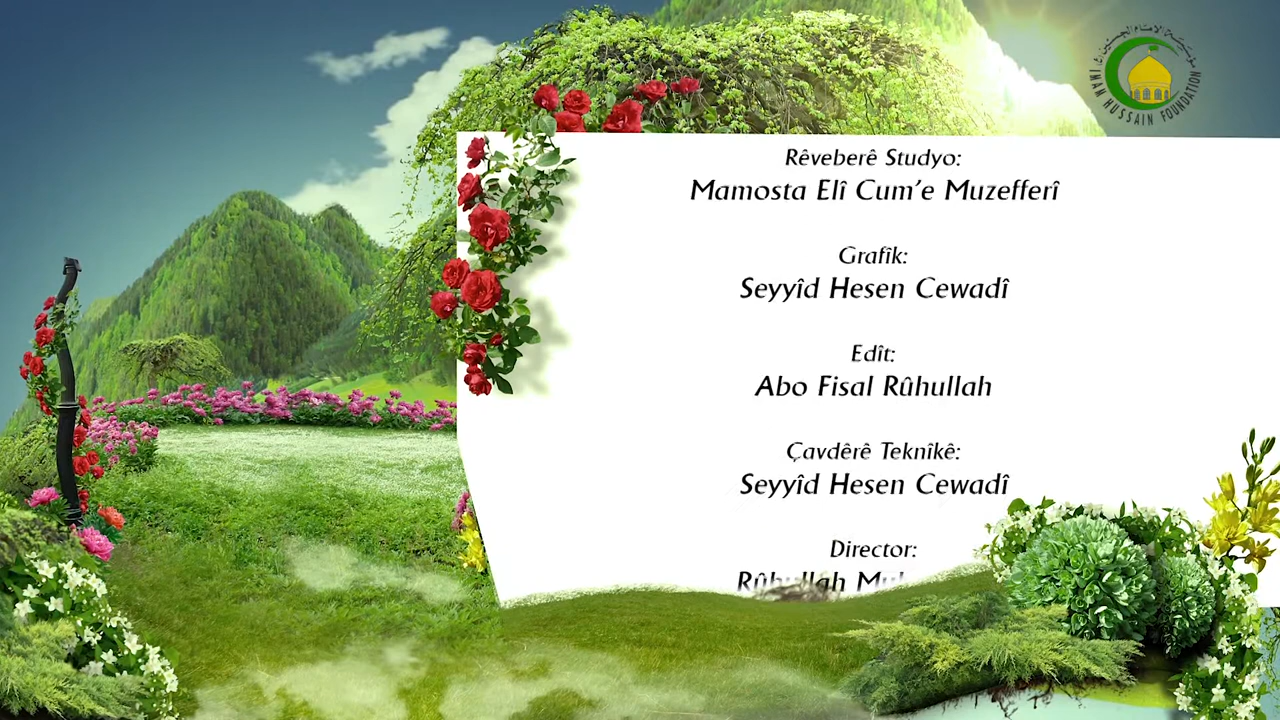 IMAM HUSSAIN FOUNDATION
Rêveberê Studyo:
Mamosta Elî Cum'e Muzefferî
Grafîk:
Seyyîd Hesen Cewadî
Edît:
Abo Fisal Rûhullah
Çavdêrê Teknîkê:
Seyyîd Hesen Cewadî
Director: